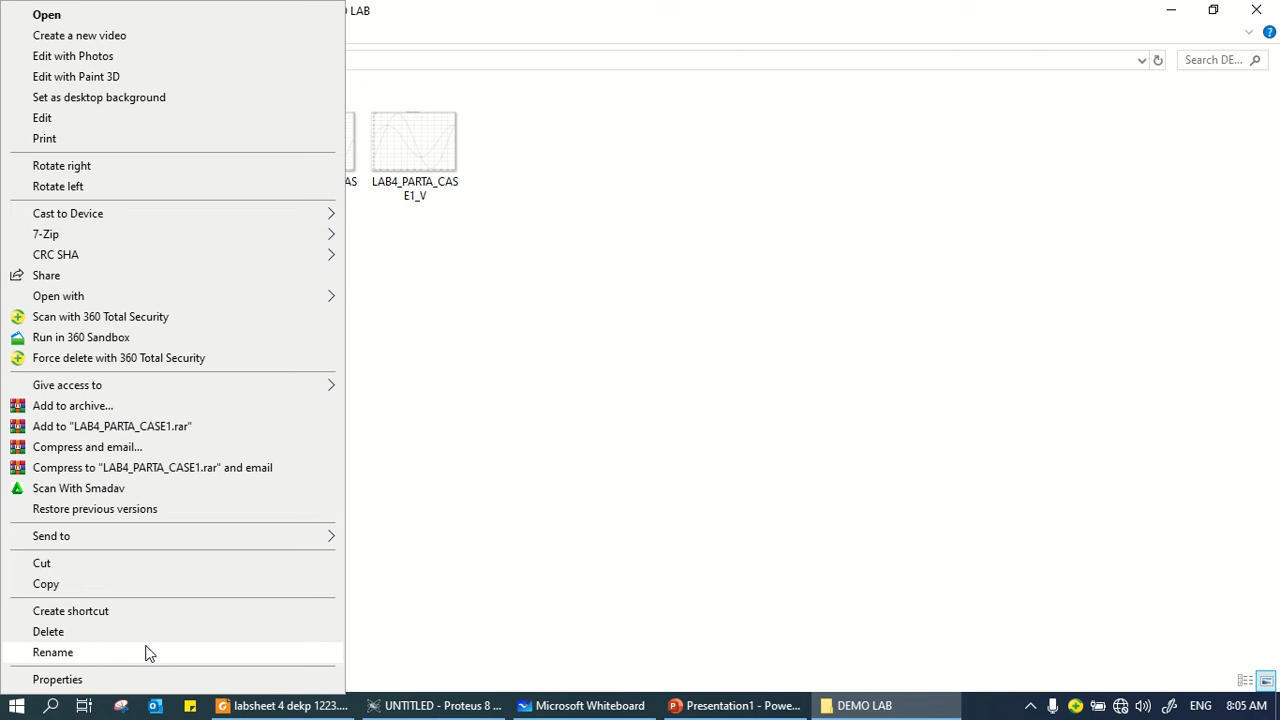 Open
Create a new video
Edit with Photos
Edit with Paint 3D
Set as desktop background
Edit
Print
Rotate right
Rotate left
Cast to Device
7-Zip
CRC SHA
Share
Open with
Scan with 360 Total Security
Run in 360 Sandbox
Force delete with 360 Total Security
Give access to
Add to archive...
Add to "LAB4_PARTA_CASE1.rar"
Compress and email...
Compress to "LAB4_PARTA_CASE1.rar" and email
Scan With Smadav
Restore previous versions
Send to
Cut
Copy
Create shortcut
Delete
Rename
Properties
LAB
Search DE...
AS
LAB4_PARTA_CAS
E1_V
labsheet 4 dekp 1223....
UNTITLED - Proteus 8 ...
Microsoft Whiteboard
Presentation1 - Powe...
DEMO LAB
ENG
8:05 AM